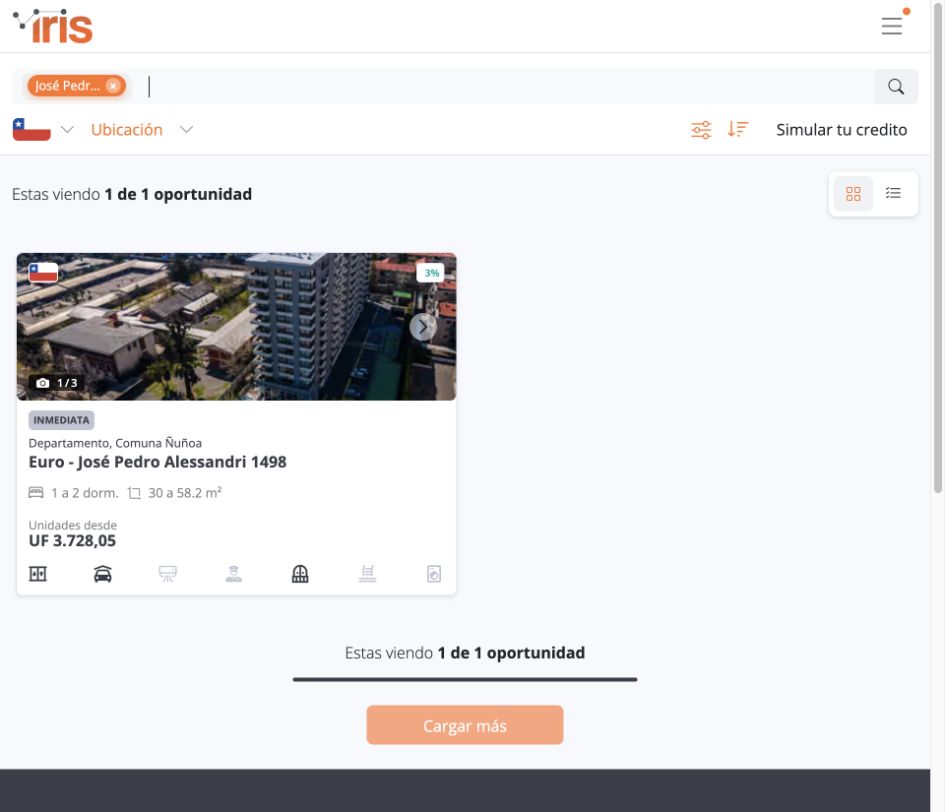 iris
José Pedr...
Ubicación
Simular tu credito
Estas viendo 1 de 1 oportunidad
3%
1/3
INMEDIATA
Departamento, Comuna Ñuñoa
Euro - José Pedro Alessandri 1498
1 a 2 dorm. 30 a 58.2 m²
Unidades desde
UF 3.728,05
Estas viendo 1 de 1 oportunidad
Cargar más